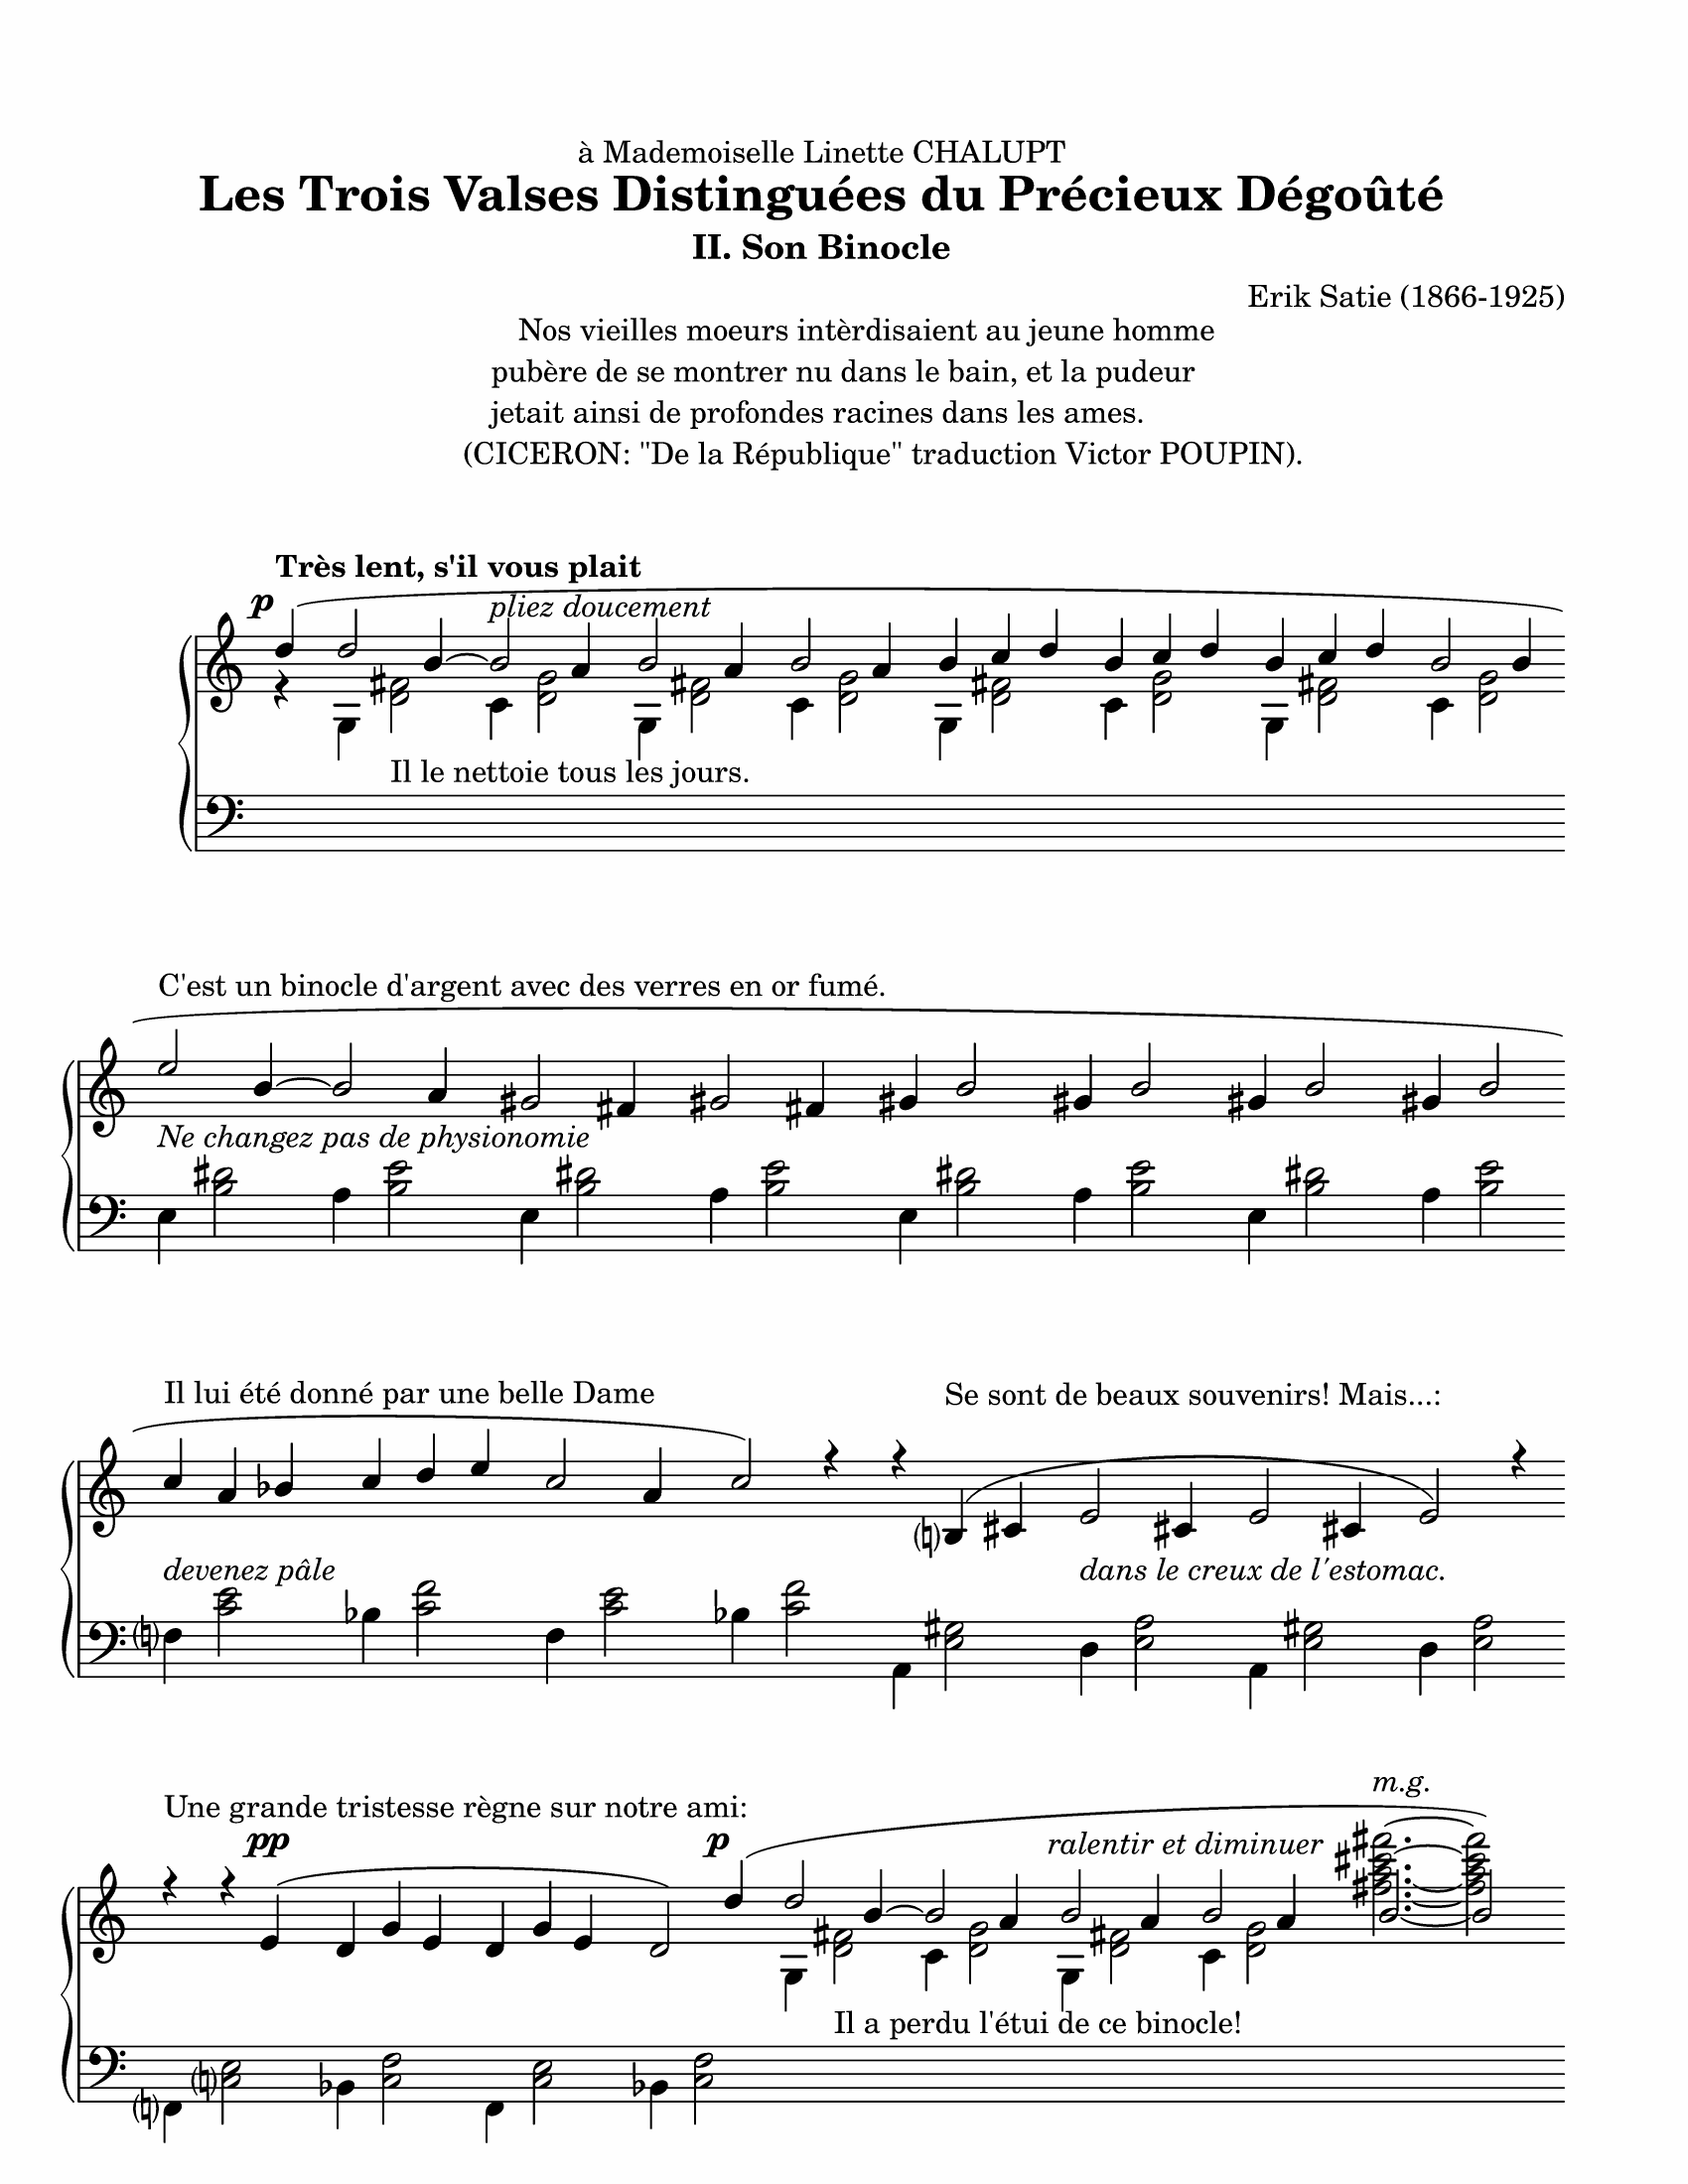 à Mademoiselle Linette CHALUPT
Les Trois Valses Distinguées du Précieux Dégoûté
II. Son Binocle
Erik Satie (1866-1925)
Nos vieilles moeurs intèrdisaient au jeune homme
pubère de se montrer nu dans le bain, et la pudeur
jetait ainsi de profondes racines dans les ames.
(CICERON: "De la République" traduction Victor POUPIN).
Très lent, s'il vous plait
p
pliez doucement
Il le nettoie tous les jours.
C'est un binocle d'argent avec des verres en or fumé.
Ne changez pas de physionomie
Il lui été donné par une belle Dame
Se sont de beaux souvenirs! Mais...:
devenez pâle
dans le creux de l'estomac.
m.g.
Une grande tristesse règne sur notre ami:
pp
p
ralentir et diminuer
Il a perdu l'étui de ce binocle!